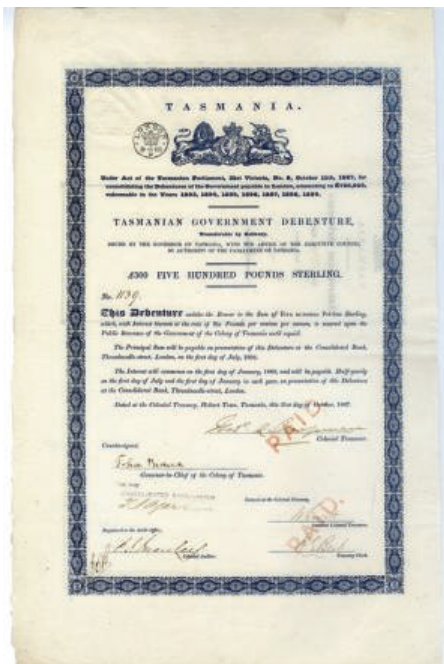 TASMANIA.
Under Act of the Tasmanian Parliament, 31st Victoria, No. 8, October 11th, 1867, for
consolidating the Debentures of the Government payable in London, amounting to
redeemable in the Years 1895, 1896, 1897, 1898, 1899.
TASMANIAN GOVERNMENT DEBENTURE,
Transferable by Delivery,
ISSUED BY THE GOVERNOR OF TASMANIA, WITH THE ADVICE OF THE EXECUTIVE COUNCIL,
BY AUTHORITY OF THE PARLIAMENT OF TASMANIA.
£500 FIVE HUNDRED POUNDS STERLING.
No. 1139.
This Debenture entitles the Bearer to the Sum of Five Hundred Pounds Sterling,
which, with Interest thereon at the rate of Six Pounds per centum per annum, is secured upon the
Public Revenue of the Government of the Colony of Tasmania until repaid.
The Principal Sum will be payable on presentation of this Debenture at the Consolidated Bank,
Threadneedle-street, London, on the first day of July,
The Interest will commence on the first day of January, 1868, and will be payable Half-yearly
on the first day of July and the first day of January in each year, on presentation of this Debenture
at the Consolidated Bank, Threadneedle-street, London.
Dated at the Colonial Treasury, Hobart Town, Tasmania, this 31st day of October, 1867.
PAID
Colonial Treasurer.
Countersigned,
Governor-in-Chief of the Colony of Tasmania.
CONSOLIDATED BANK
Entered at the Colonial Treasury,
PAID.
Colonial Treasurer.
Registered in the Audit Office,
Colonial Auditor.
Treasury Clerk.